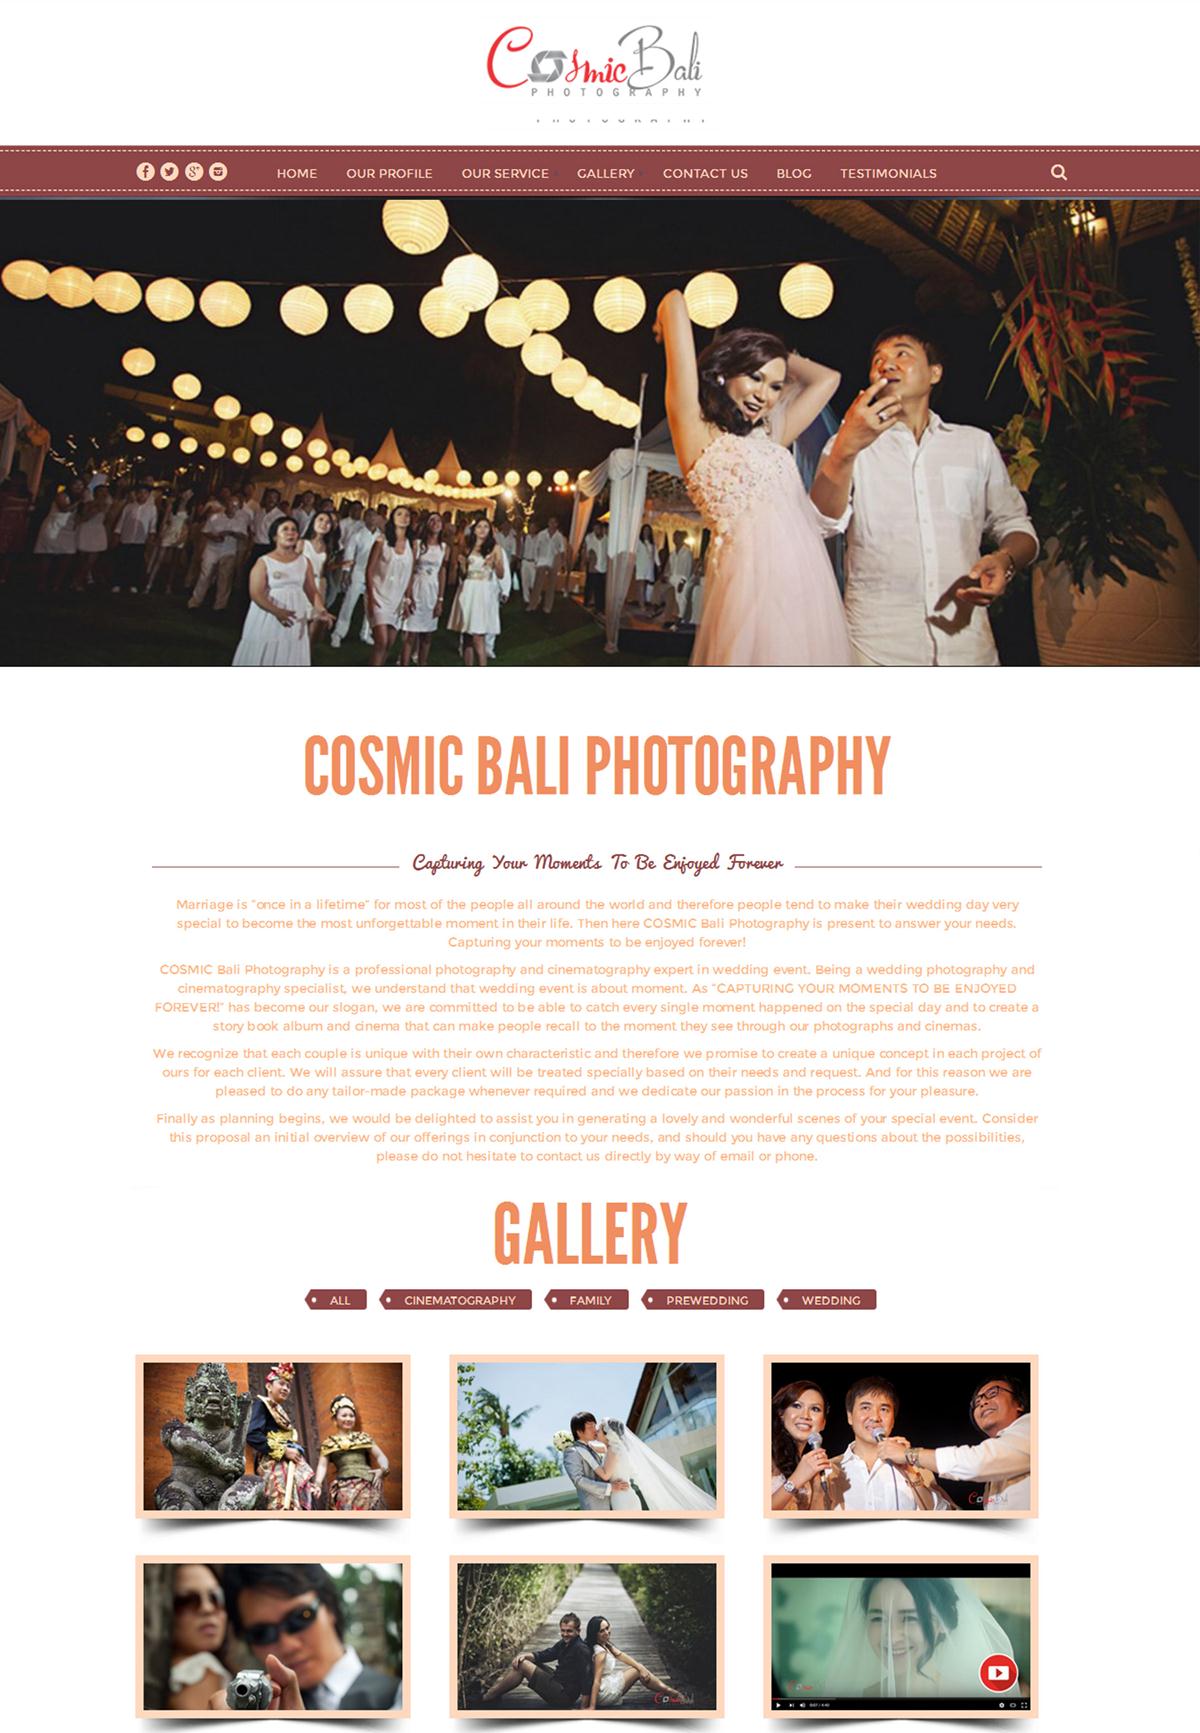 Cosmic Bali
PHOTOGRAPHY
HOME OUR PROFILE OUR SERVICE GALLERY CONTACT US BLOG TESTIMONIALS
COSMIC BALI PHOTOGRAPHY
Capturing Your Moments To Be Enjoyed Forever
Marriage is "once in a lifetime" for most of the people all around the world and therefore people tend to make their wedding day very
special to become the most unforgettable moment in their life. Then here COSMIC Bali Photography is present to answer your needs.
Capturing your moments to be enjoyed forever!
COSMIC Bali Photography is a professional photography and cinematography expert in wedding event. Being a wedding photography and
cinematography specialist, we understand that wedding event is about moment. As "CAPTURING YOUR MOMENTS TO BE ENJOYED
FOREVER!" has become our slogan, we are committed to be able to catch every single moment happened on the special day and to create a
story book album and cinema that can make people recall to the moment they see through our photographs and cinemas.
We recognize that each couple is unique with their own characteristic and therefore we promise to create a unique concept in each project of
ours for each client. We will assure that every client will be treated specially based on their needs and request. And for this reason we are
pleased to do any tailor-made package whenever required and we dedicate our passion in the process for your pleasure.
Finally as planning begins, we would be delighted to assist you in generating a lovely and wonderful scenes of your special event. Consider
this proposal an initial overview of our offerings in conjunction to your needs, and should you have any questions about the possibilities,
please do not hesitate to contact us directly by way of email or phone.
GALLERY
ALL CINEMATOGRAPHY FAMILY PREWEDDING WEDDING
Cosmic Bali
Cosmic Bali